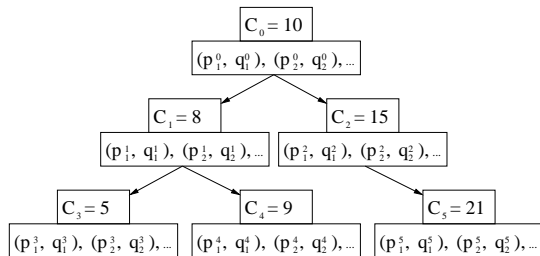 C₀ = 10
(p₁⁰, q₁⁰), (p₂⁰, q₂⁰), ...
C₁ = 8
C₂ = 15
(p₁¹, q₁¹), (p₂¹, q₂¹), ...
(p₁², q₁²), (p₂², q₂²), ...
C₃ = 5
C₄ = 9
C₅ = 21
(p₁³, q₁³), (p₂³, q₂³), ...
(p₁⁴, q₁⁴), (p₂⁴, q₂⁴), ...
(p₁⁵, q₁⁵), (p₂⁵, q₂⁵), ...